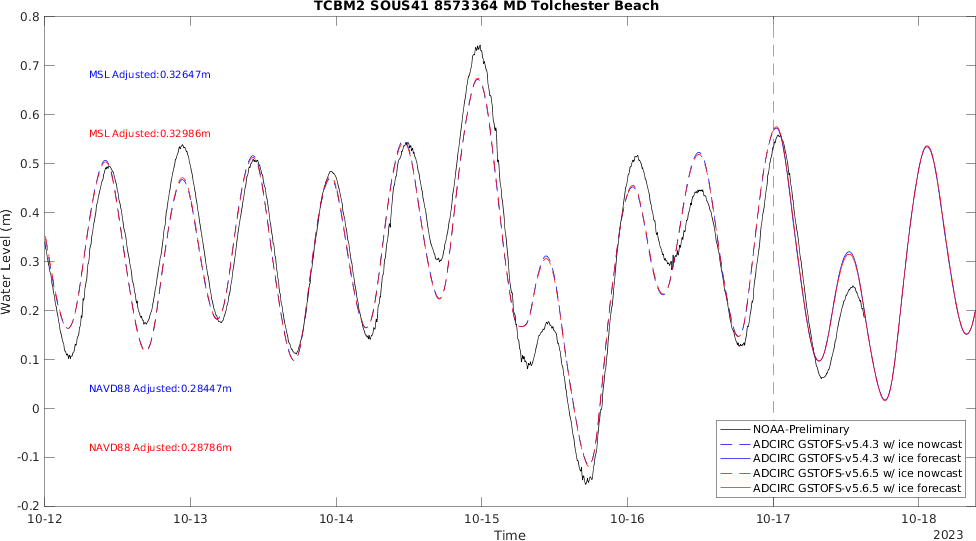 TCBM2 SOUS41 8573364 MD Tolchester Beach
0.8
0.7
0.6
0.5
0.4
0.3
0.2
0.1
0
-0.1
-0.2
Water Level (m)
MSL Adjusted:0.32647m
MSL Adjusted:0.32986m
NAVD88 Adjusted:0.28447m
NAVD88 Adjusted:0.28786m
NOAA-Preliminary
ADCIRC GSTOFS-v5.4.3 w/ ice nowcast
ADCIRC GSTOFS-v5.4.3 w/ ice forecast
ADCIRC GSTOFS-v5.6.5 w/ ice nowcast
ADCIRC GSTOFS-v5.6.5 w/ ice forecast
10-12 10-13 10-14 10-15 10-16 10-17 10-18
Time
2023